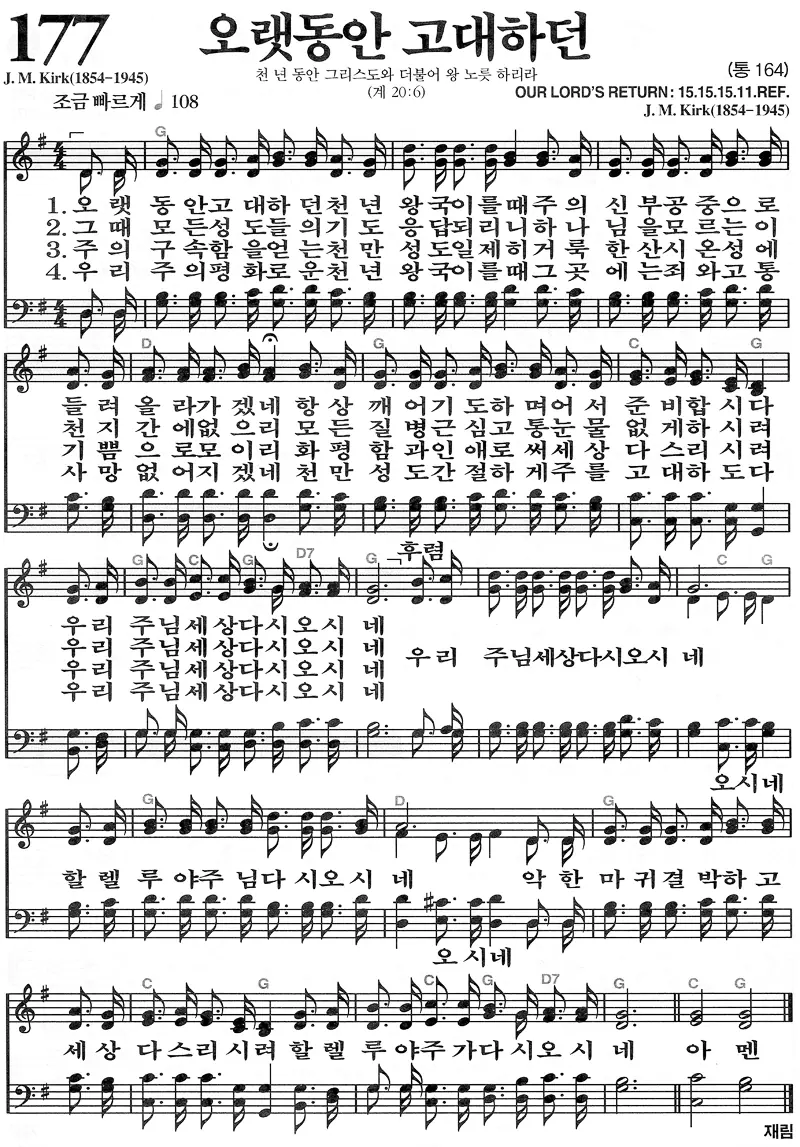 177
오랫동안 고대하던
J. M. Kirk(1854-1945)
천 년 동안 그리스도와 더불어 왕 노릇 하리라
(통 164)
조금 빠르게 ♩ 108
(계 20:6)
OUR LORD'S RETURN: 15.15.15.11.REF.
J. M. Kirk(1854-1945)
G
1. 오 랫 동 안고 대하 던천 년 왕국이를때주의 신부공중으로
2. 그 때 모 든성 도들 의기 도 응답되리니하나 님을모르는이
3. 주 의 구 속함 을얻 는천 만 성도일제히거룩 한산시온성에
4. 우 리 주 의평 화로 운천 년 왕국이를때그곳 에는죄와고통
D G C G
들 려 올 라가 겠네 항상 깨 어기 도하 며어 서 준 비합 시다
천 지 간 에없 으리 모든 질 병근 심고 통눈 물 없 게하 시려
기 쁨 으 로모 이리 화평 함 과인 애로 써세 상 다 스리 시려
사 망 없 어지 겠네 천만 성 도간 절하 게주 를 고 대하 도다
후렴
G C G D7 G C G
우리 주님세상다시오시 네
우리 주님세상다시오시 네
우리 주님세상다시오시 네 우리 주님세상다시오시 네
우리 주님세상다시오시 네
오시네
G D G
할 렐 루 야주 님다 시오 시 네 악 한 마 귀결 박하 고
오 시네
C G C G D7 G C G
세 상 다 스리 시려 할렐 루 야주 가다 시오 시 네 아 멘
재림